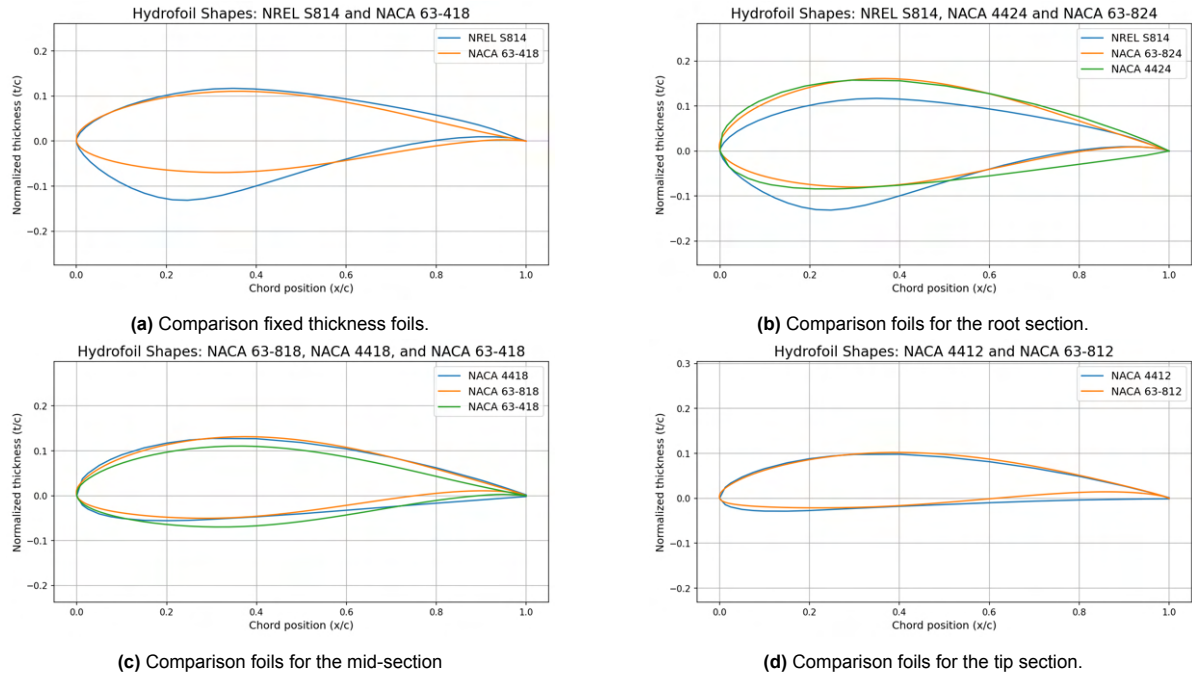 Hydrofoil Shapes: NREL S814 and NACA 63-418
NREL S814
NACA 63-418
0.2
0.1
0.0
−0.1
−0.2
Normalized thickness (t/c)
0.0 0.2 0.4 0.6 0.8 1.0
Chord position (x/c)
(a) Comparison fixed thickness foils.
Hydrofoil Shapes: NREL S814, NACA 4424 and NACA 63-824
NREL S814
NACA 63-824
NACA 4424
0.2
0.1
0.0
−0.1
−0.2
Normalized thickness (t/c)
0.0 0.2 0.4 0.6 0.8 1.0
Chord position (x/c)
(b) Comparison foils for the root section.
Hydrofoil Shapes: NACA 63-818, NACA 4418, and NACA 63-418
NACA 4418
NACA 63-818
NACA 63-418
0.2
0.1
0.0
−0.1
−0.2
Normalized thickness (t/c)
0.0 0.2 0.4 0.6 0.8 1.0
Chord position (x/c)
(c) Comparison foils for the mid-section
Hydrofoil Shapes: NACA 4412 and NACA 63-812
NACA 4412
NACA 63-812
0.3
0.2
0.1
0.0
−0.1
−0.2
Normalized thickness (t/c)
0.0 0.2 0.4 0.6 0.8 1.0
Chord position (x/c)
(d) Comparison foils for the tip section.